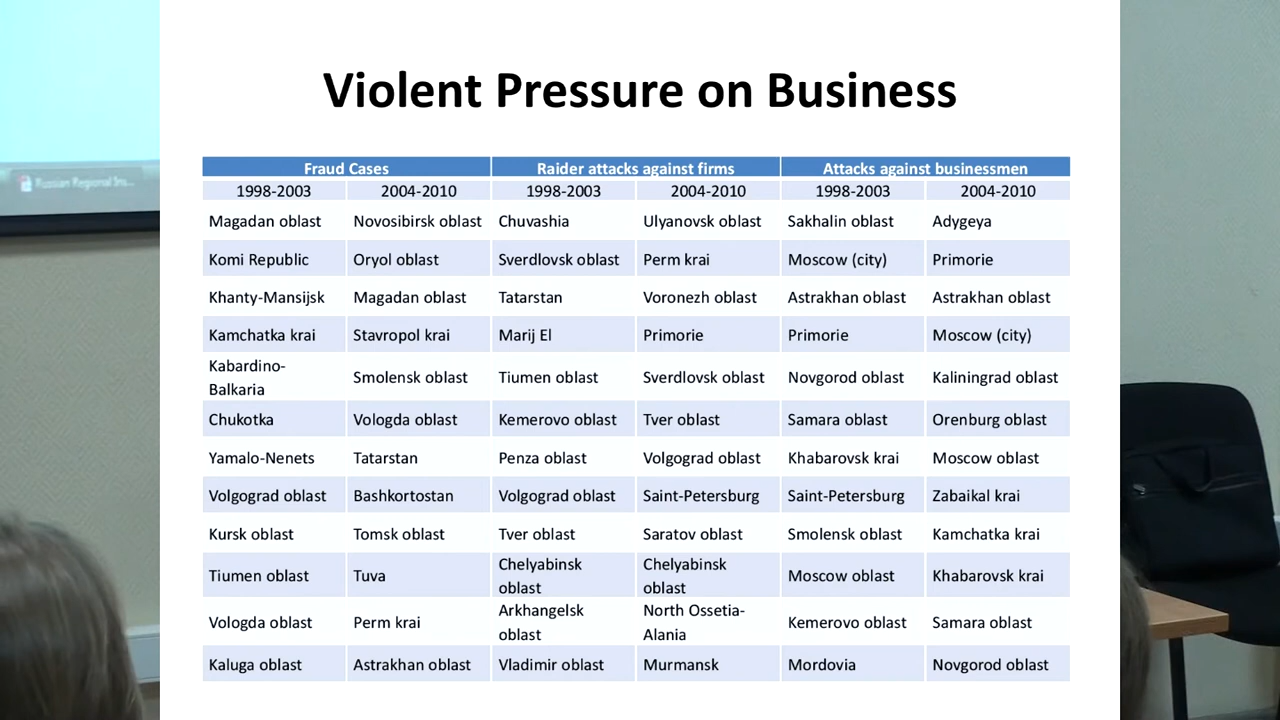 Violent Pressure on Business
Fraud Cases Raider attacks against firms Attacks against businessmen
1998-2003 2004-2010 1998-2003 2004-2010 1998-2003 2004-2010
Magadan oblast Novosibirsk oblast Chuvashia Ulyanovsk oblast Sakhalin oblast Adygeya
Komi Republic Oryol oblast Sverdlovsk oblast Perm krai Moscow (city) Primorie
Khanty-Mansijsk Magadan oblast Tatarstan Voronezh oblast Astrakhan oblast Astrakhan oblast
Kamchatka krai Stavropol krai Marij El Primorie Primorie Moscow (city)
Kabardino-
Balkaria Smolensk oblast Tiumen oblast Sverdlovsk oblast Novgorod oblast Kaliningrad oblast
Chukotka Vologda oblast Kemerovo oblast Tver oblast Samara oblast Orenburg oblast
Yamalo-Nenets Tatarstan Penza oblast Volgograd oblast Khabarovsk krai Moscow oblast
Volgograd oblast Bashkortostan Volgograd oblast Saint-Petersburg Saint-Petersburg Zabaikal krai
Kursk oblast Tomsk oblast Tver oblast Saratov oblast Smolensk oblast Kamchatka krai
Tiumen oblast Tuva Chelyabinsk Chelyabinsk Moscow oblast Khabarovsk krai
oblast oblast
Vologda oblast Perm krai Arkhangelsk North Ossetia- Kemerovo oblast Samara oblast
oblast Alania
Kaluga oblast Astrakhan oblast Vladimir oblast Murmansk Mordovia Novgorod oblast
Russian Regional